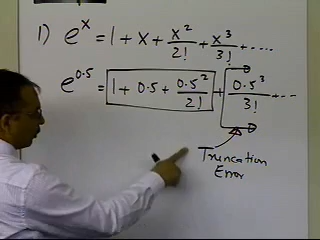 1) e^x = 1 + x + x²/2! + x³/3! + ....
e^0.5 = 1 + 0.5 + 0.5²/2! + 0.5³/3! + ...
Truncation
Error